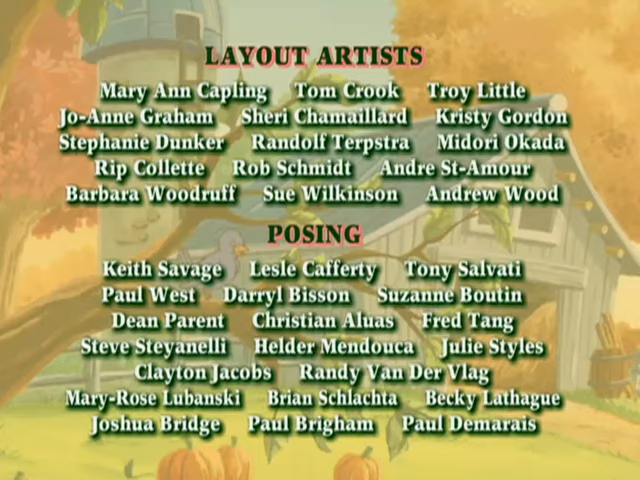 LAYOUT ARTISTS
Mary Ann Capling Tom Crook Troy Little
Jo-Anne Graham Sheri Chamaillard Kristy Gordon
Stephanie Dunker Randolf Terpstra Midori Okada
Rip Collette Rob Schmidt Andre St-Amour
Barbara Woodruff Sue Wilkinson Andrew Wood
POSING
Keith Savage Lesle Cafferty Tony Salvati
Paul West Darryl Bisson Suzanne Boutin
Dean Parent Christian Aluas Fred Tang
Steve Steyanelli Helder Mendouca Julie Styles
Clayton Jacobs Randy Van Der Vlag
Mary-Rose Lubanski Brian Schlachta Becky Lathague
Joshua Bridge Paul Brigham Paul Demarais